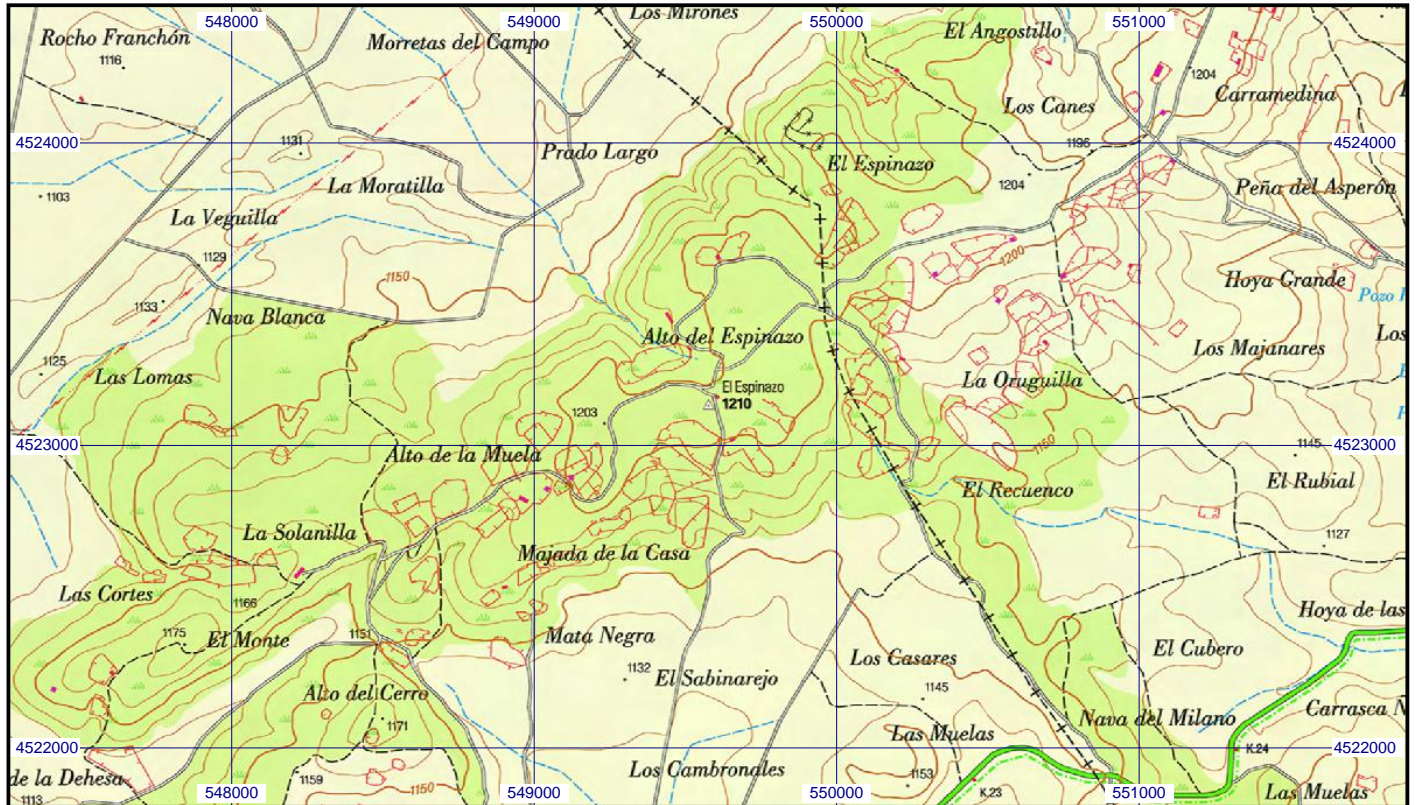 548000
549000
550000
551000
Los Mirones
Rocho Franchón
1116
Morretas del Campo
El Angostillo
1204
Carramedina
Los Canes
4524000
4524000
1131
1196
Prado Largo
El Espinazo
1204
La Moratilla
Peña del Asperón
1103
La Veguilla
1129
1200
1150
Hoya Grande
Pozo
1133
Nava Blanca
Alto del Espinazo
Los Majanares
Los
1125
Las Lomas
La Oruguilla
El Espinazo
1210
1203
4523000
1150
1145
4523000
Alto de la Muela
El Recuenco
El Rubial
La Solanilla
1127
Majada de la Casa
Las Cortes
1166
Hoya de las
1175
El Monte
1151
Mata Negra
Los Casares
El Cubero
1132
El Sabinarejo
1145
Alto del Cerro
Carrasca
1171
Nava del Milano
Las Muelas
4522000
K.24
4522000
de la Dehesa
1159
Los Cambronales
1153
1150
K.23
Las Muelas
1113
548000
549000
550000
551000